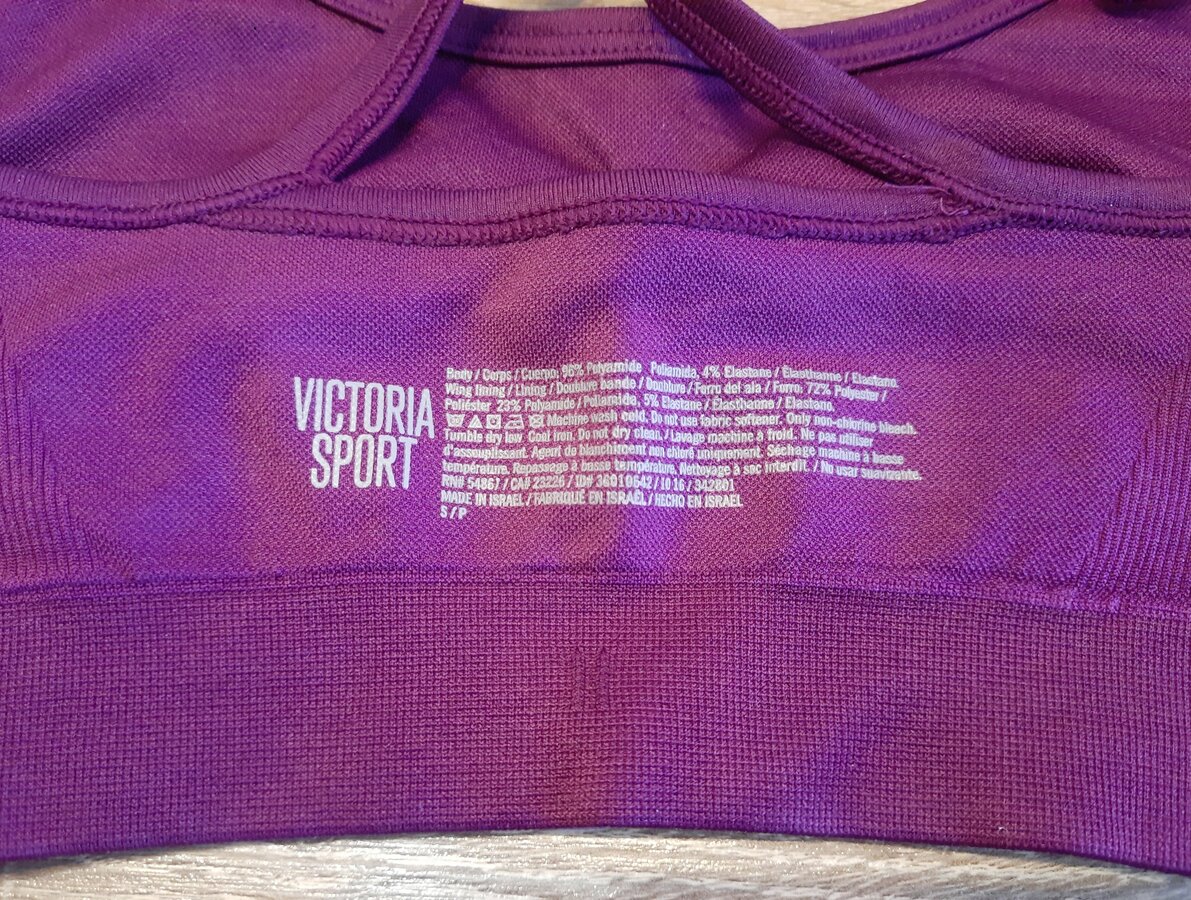 VICTORIA
SPORT
Body / Corps / Cuerpo: 96% Polyamide Poliamida, 4% Elastane / Élasthanne / Elastano.
Wing lining / Lining / Doublure bande / Doublure / Forro del ala / Forro: 72% Polyester /
Poliéster 23% Polyamide / Poliamida, 5% Elastane / Élasthanne / Elastano.
Machine wash cold. Do not use fabric softener. Only non-chlorine bleach.
Tumble dry low Cool iron. Do not dry clean. / Lavage machine à froid. Ne pas utiliser
d'assouplissant. Agent de blanchiment non chloré uniquement. Séchage machine à basse
température. Repassage à basse température. Nettoyage à sec interdit. / No usar suavizante.
RN# 54867 / CA# 23226 / ID# 36010642 / 10 16 / 342801
MADE IN ISRAEL / FABRIQUÉ EN ISRAËL / HECHO EN ISRAEL
S / P